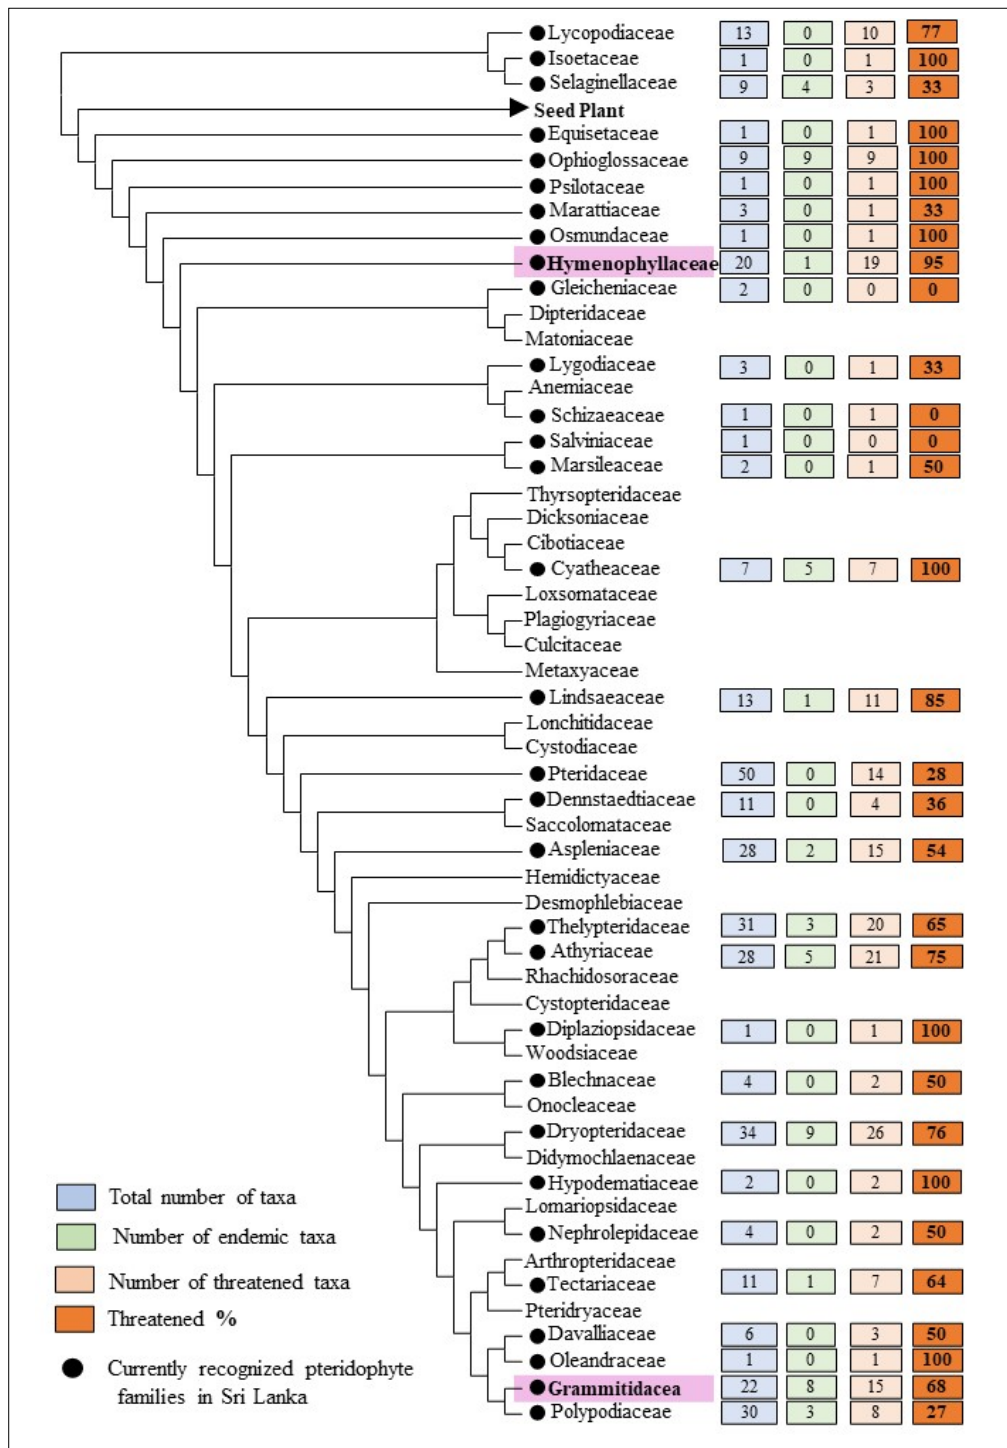 Lycopodiaceae 13 0 10 77
Isoetaceae 1 0 1 100
Selaginellaceae 9 4 3 33
Seed Plant
Equisetaceae 1 0 1 100
Ophioglossaceae 9 9 9 100
Psilotaceae 1 0 1 100
Marattiaceae 3 0 1 33
Osmundaceae 1 0 1 100
Hymenophyllaceae 20 1 19 95
Gleicheniaceae 2 0 0 0
Dipteridaceae
Matoniaceae
Lygodiaceae 3 0 1 33
Anemiaceae
Schizaeaceae 1 0 1 0
Salviniaceae 1 0 0 0
Marsileaceae 2 0 1 50
Thyrsopteridaceae
Dicksoniaceae
Cibotiaceae
Cyatheaceae 7 5 7 100
Loxsomataceae
Plagiogyriaceae
Culcitaceae
Metaxyaceae
Lindsaeaceae 13 1 11 85
Lonchitidaceae
Cystodiaceae
Pteridaceae 50 0 14 28
Dennstaedtiaceae 11 0 4 36
Saccolomataceae
Aspleniaceae 28 2 15 54
Hemidictyaceae
Desmophlebiaceae
Thelypteridaceae 31 3 20 65
Athyriaceae 28 5 21 75
Rhachidosoraceae
Cystopteridaceae
Diplaziopsidaceae 1 0 1 100
Woodsiaceae
Blechnaceae 4 0 2 50
Onocleaceae
Dryopteridaceae 34 9 26 76
Didymochlaenaceae
Hypodematiaceae 2 0 2 100
Lomariopsidaceae
Nephrolepidaceae 4 0 2 50
Arthropteridaceae
Tectariaceae 11 1 7 64
Pteridryaceae
Davalliaceae 6 0 3 50
Oleandraceae 1 0 1 100
Grammitidacea 22 8 15 68
Polypodiaceae 30 3 8 27
Total number of taxa
Number of endemic taxa
Number of threatened taxa
Threatened %
Currently recognized pteridophyte
families in Sri Lanka